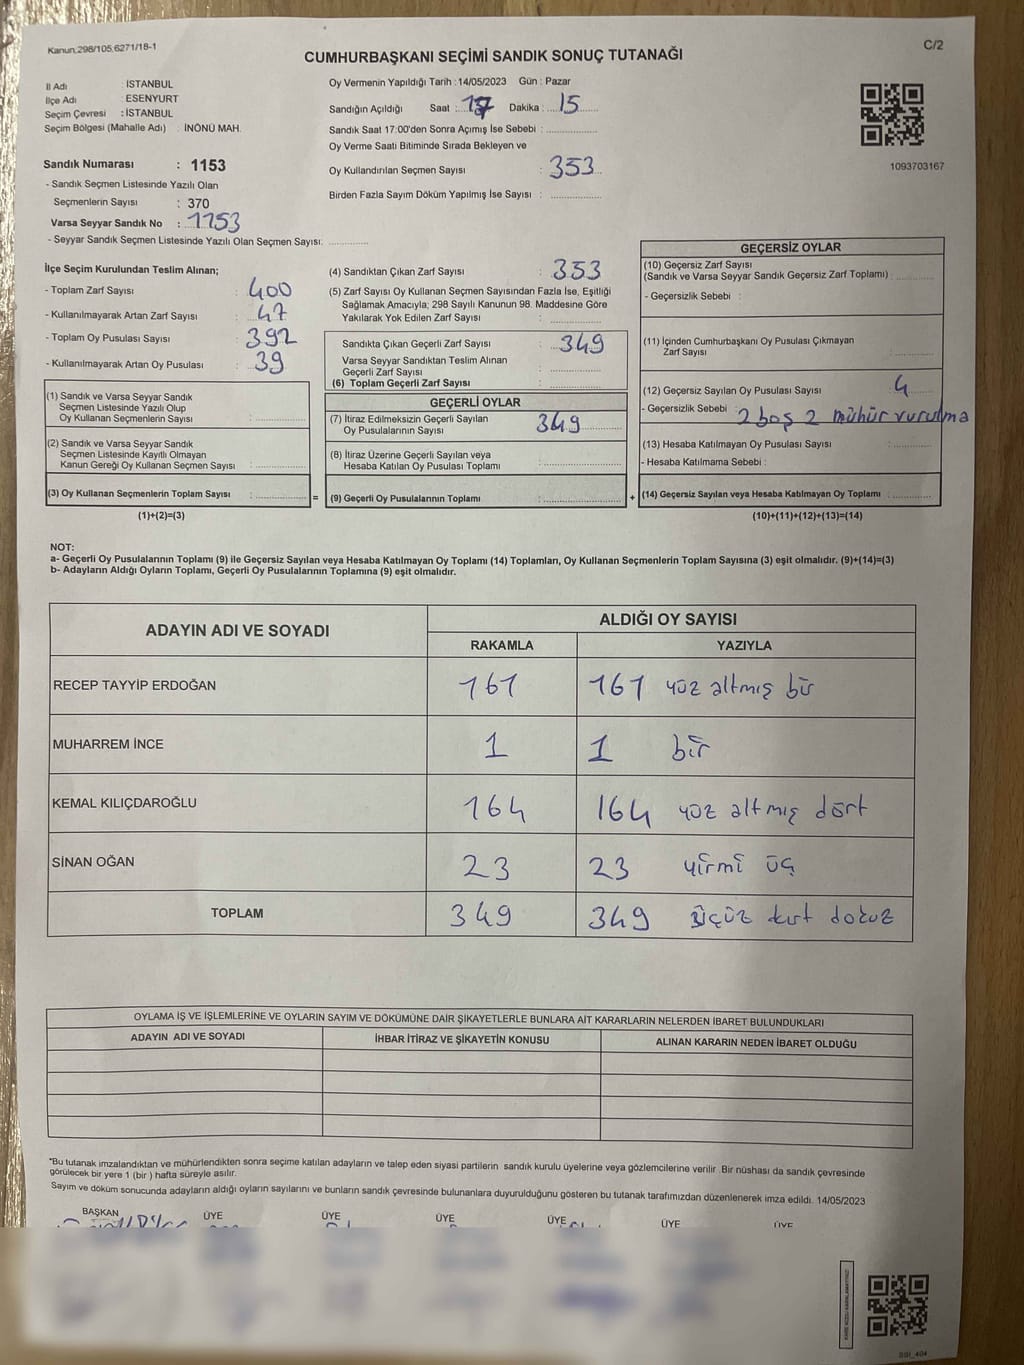 Kanun,298/105,6271/18-1
C/2
CUMHURBAŞKANI SEÇİMİ SANDIK SONUÇ TUTANAĞI
İl Adı : İSTANBUL
İlçe Adı : ESENYURT
Seçim Çevresi : İSTANBUL
Seçim Bölgesi (Mahalle Adı) : İNÖNÜ MAH.
Sandık Numarası : 1153
- Sandık Seçmen Listesinde Yazılı Olan
Seçmenlerin Sayısı : 370
Varsa Seyyar Sandık No : 1153
- Seyyar Sandık Seçmen Listesinde Yazılı Olan Seçmen Sayısı:
Oy Vermenin Yapıldığı Tarih :14/05/2023 Gün : Pazar
Sandığın Açıldığı Saat : 17 Dakika : 15
Sandık Saat 17:00'den Sonra Açımış İse Sebebi :
Oy Verme Saati Bitiminde Sırada Bekleyen ve
Oy Kullandırılan Seçmen Sayısı : 353
Birden Fazla Sayım Döküm Yapılmış İse Sayısı :
1093703167
İlçe Seçim Kurulundan Teslim Alınan;
- Toplam Zarf Sayısı : 400
- Kullanılmayarak Artan Zarf Sayısı : 47
- Toplam Oy Pusulası Sayısı : 392
- Kullanılmayarak Artan Oy Pusulası : 39
(1) Sandık ve Varsa Seyyar Sandık
Seçmen Listesinde Yazılı Olup
Oy Kullanan Seçmenlerin Sayısı :
(2) Sandık ve Varsa Seyyar Sandık
Seçmen Listesinde Kayıtlı Olmayan
Kanun Gereği Oy Kullanan Seçmen Sayısı :
(3) Oy Kullanan Seçmenlerin Toplam Sayısı :
(1)+(2)=(3)
(4) Sandıktan Çıkan Zarf Sayısı : 353
(5) Zarf Sayısı Oy Kullanan Seçmen Sayısından Fazla İse, Eşitliği
Sağlamak Amacıyla; 298 Sayılı Kanunun 98. Maddesine Göre
Yakılarak Yok Edilen Zarf Sayısı :
Sandıkta Çıkan Geçerli Zarf Sayısı : 349
Varsa Seyyar Sandıktan Teslim Alınan
Geçerli Zarf Sayısı :
(6) Toplam Geçerli Zarf Sayısı :
GEÇERLİ OYLAR
(7) İtiraz Edilmeksizin Geçerli Sayılan
Oy Pusulalarının Sayısı : 349
(8) İtiraz Üzerine Geçerli Sayılan veya
Hesaba Katılan Oy Pusulası Toplamı :
= (9) Geçerli Oy Pusulalarının Toplamı :
GEÇERSİZ OYLAR
(10) Geçersiz Zarf Sayısı
(Sandık ve Varsa Seyyar Sandık Geçersiz Zarf Toplamı) :
- Geçersizlik Sebebi :
(11) İçinden Cumhurbaşkanı Oy Pusulası Çıkmayan
Zarf Sayısı :
(12) Geçersiz Sayılan Oy Pusulası Sayısı : 4
- Geçersizlik Sebebi : 2 boş 2 mühür vurulma
(13) Hesaba Katılmayan Oy Pusulası Sayısı :
- Hesaba Katılmama Sebebi :
+ (14) Geçersiz Sayılan veya Hesaba Katılmayan Oy Toplamı :
(10)+(11)+(12)+(13)=(14)
NOT:
a- Geçerli Oy Pusulalarının Toplamı (9) ile Geçersiz Sayılan veya Hesaba Katılmayan Oy Toplamı (14) Toplamları, Oy Kullanan Seçmenlerin Toplam Sayısına (3) eşit olmalıdır. (9)+(14)=(3)
b- Adayların Aldığı Oyların Toplamı, Geçerli Oy Pusulalarının Toplamına (9) eşit olmalıdır.
ADAYIN ADI VE SOYADI ALDIĞI OY SAYISI
RAKAMLA YAZIYLA
RECEP TAYYİP ERDOĞAN 161 161 yüz altmış bir
MUHARREM İNCE 1 1 bir
KEMAL KILIÇDAROĞLU 164 164 yüz altmış dört
SİNAN OĞAN 23 23 yirmi üç
TOPLAM 349 349 üçüz kırt dokuz
OYLAMA İŞ VE İŞLEMLERİNE VE OYLARIN SAYIM VE DÖKÜMÜNE DAİR ŞİKAYETLERLE BUNLARA AİT KARARLARIN NELERDEN İBARET BULUNDUKLARI
ADAYIN ADI VE SOYADI İHBAR İTİRAZ VE ŞİKAYETİN KONUSU ALINAN KARARIN NEDEN İBARET OLDUĞU
*Bu tutanak imzalandıktan ve mühürlendikten sonra seçime katılan adayların ve talep eden siyasi partilerin sandık kurulu üyelerine veya gözlemcilerine verilir .Bir nüshası da sandık çevresinde
görülecek bir yere 1 (bir ) hafta süreyle asılır.
Sayım ve döküm sonucunda adayların aldığı oyların sayılarını ve bunların sandık çevresinde bulunanlara duyurulduğunu gösteren bu tutanak tarafımızdan düzenlenerek imza edildi. 14/05/2023
BAŞKAN ÜYE ÜYE ÜYE ÜYE ÜYE ÜYE